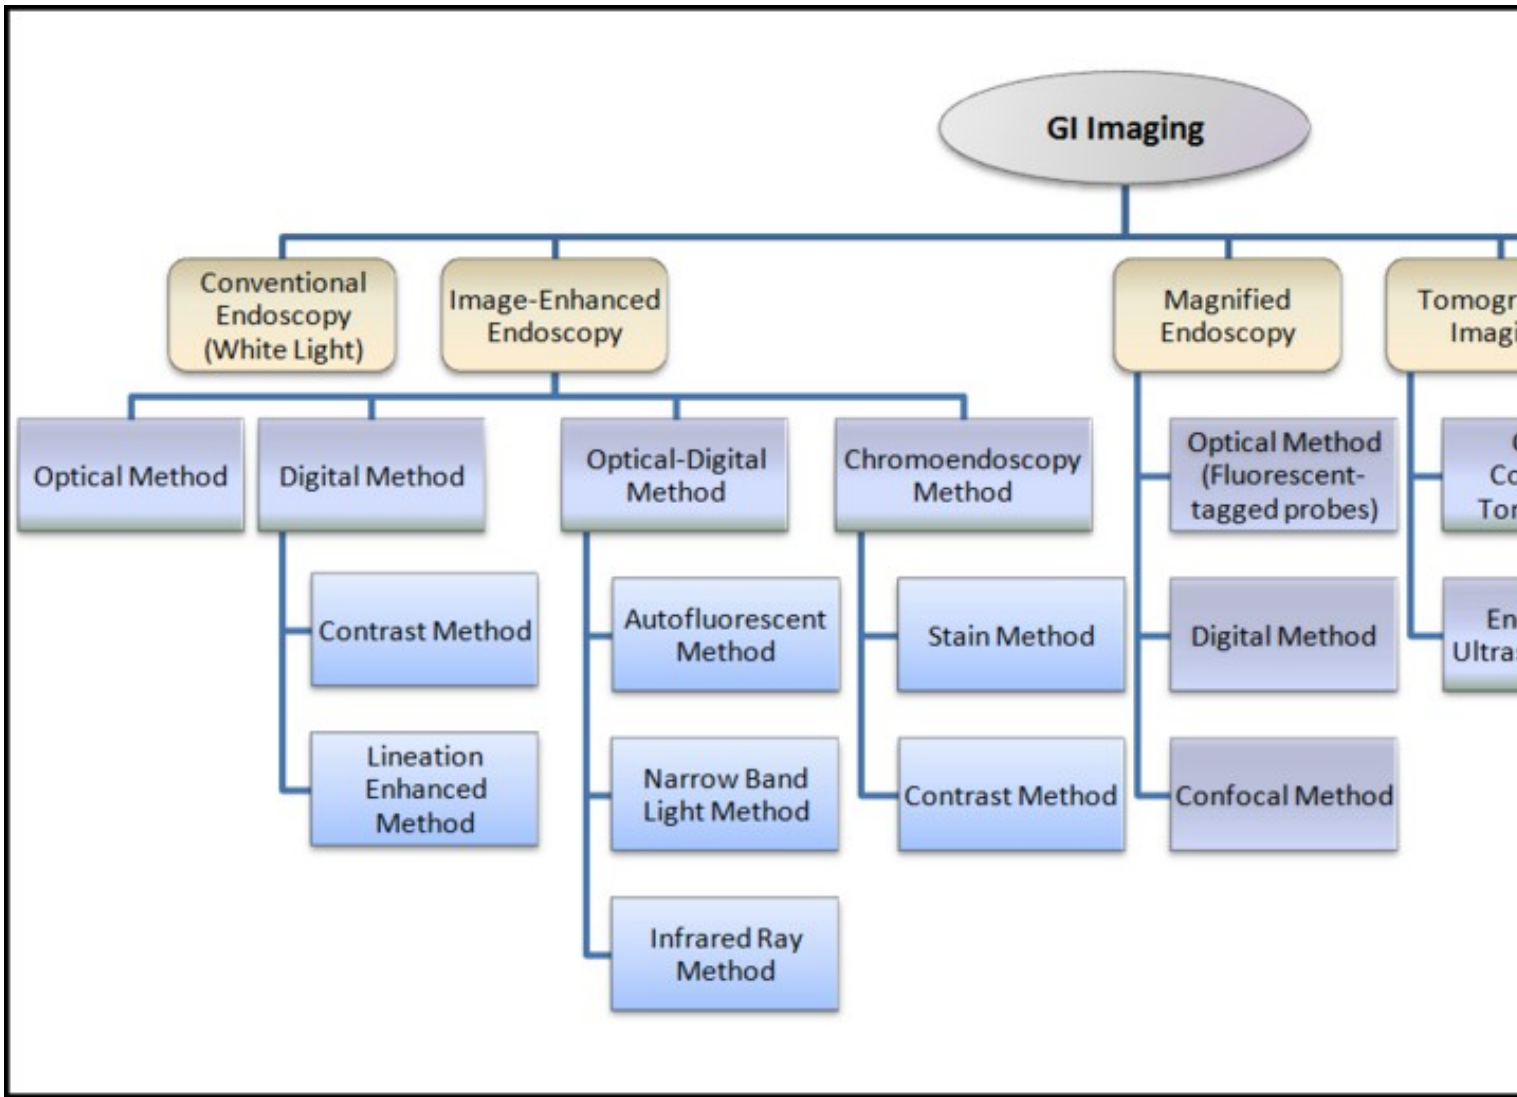 GI Imaging
Conventional
Endoscopy
(White Light)
Image-Enhanced
Endoscopy
Magnified
Endoscopy
Optical Method
Digital Method
Optical-Digital
Method
Chromoendoscopy
Method
Optical Method
(Fluorescent-
tagged probes)
Contrast Method
Lineation
Enhanced
Method
Autofluorescent
Method
Narrow Band
Light Method
Infrared Ray
Method
Stain Method
Contrast Method
Digital Method
Confocal Method